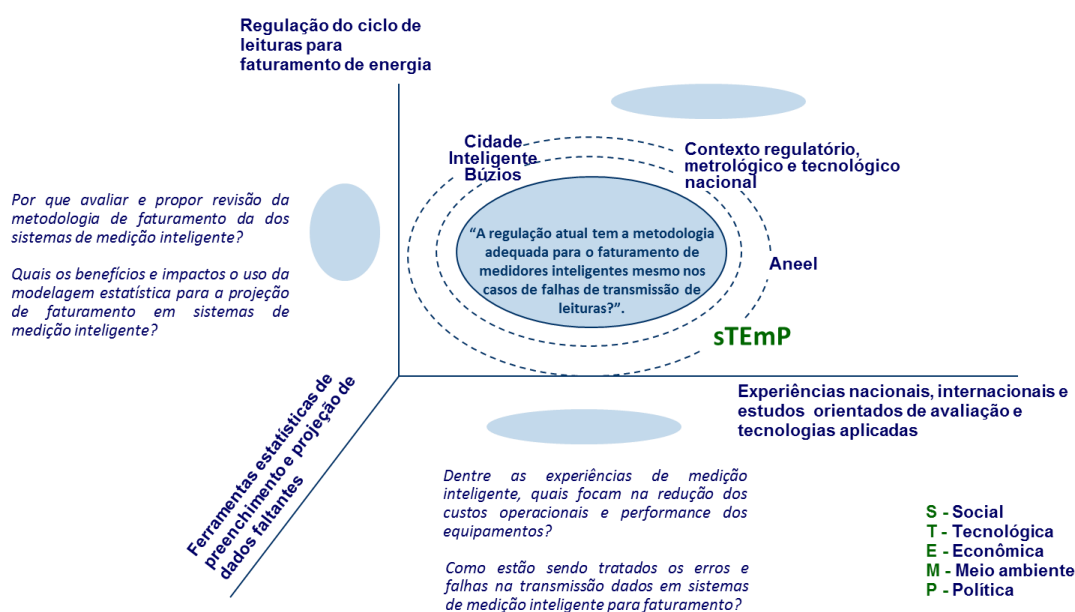 Regulação do ciclo de
leituras para
faturamento de energia
Cidade
Inteligente
Búzios
Contexto regulatório,
metrológico e tecnológico
nacional
Por que avaliar e propor revisão da
metodologia de faturamento da dos
sistemas de medição inteligente?
Quais os benefícios e impactos o uso da
modelagem estatística para a projeção
de faturamento em sistemas de
medição inteligente?
“A regulação atual tem a metodologia
adequada para o faturamento de
medidores inteligentes mesmo nos
casos de falhas de transmissão de
leituras?”.
Aneel
sTEmP
Experiências nacionais, internacionais e
estudos orientados de avaliação e
tecnologias aplicadas
Ferramentas estatísticas de
preenchimento e projeção de
dados faltantes
Dentre as experiências de medição
inteligente, quais focam na redução dos
custos operacionais e performance dos
equipamentos?
Como estão sendo tratados os erros e
falhas na transmissão dados em sistemas
de medição inteligente para faturamento?
S - Social
T - Tecnológica
E - Econômica
M - Meio ambiente
P - Política